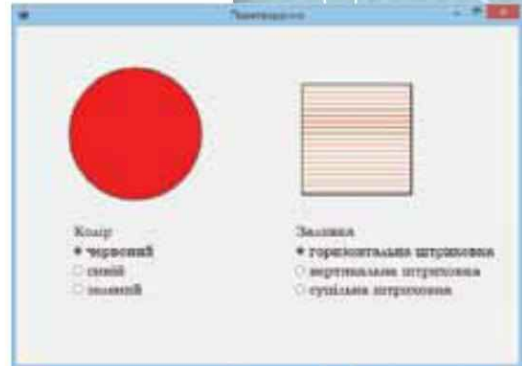 Колір
червоний
синій
зелений
Заливка
горизонтальна штриховка
вертикальна штриховка
суцільна штриховка